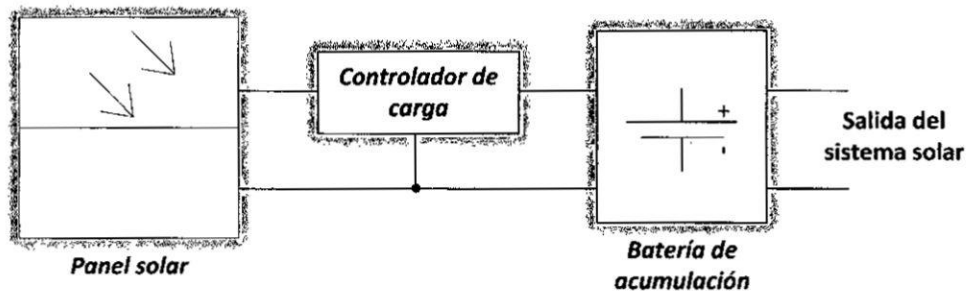 Controlador de
carga
+
-
Salida del
sistema solar
Panel solar
Batería de
acumulación